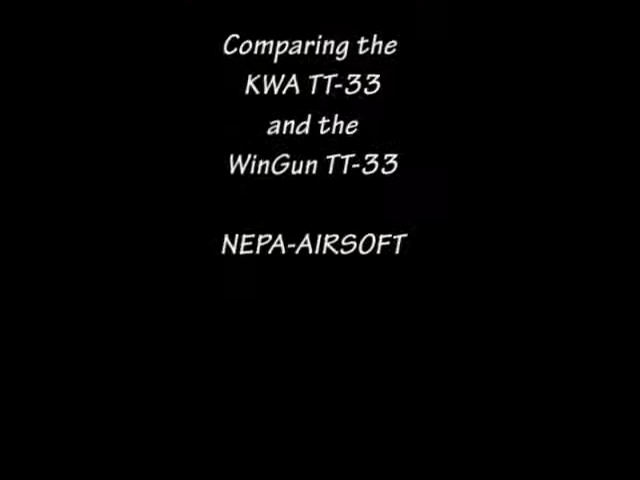 Comparing the
KWA TT-33
and the
WinGun TT-33
NEPA-AIRSOFT